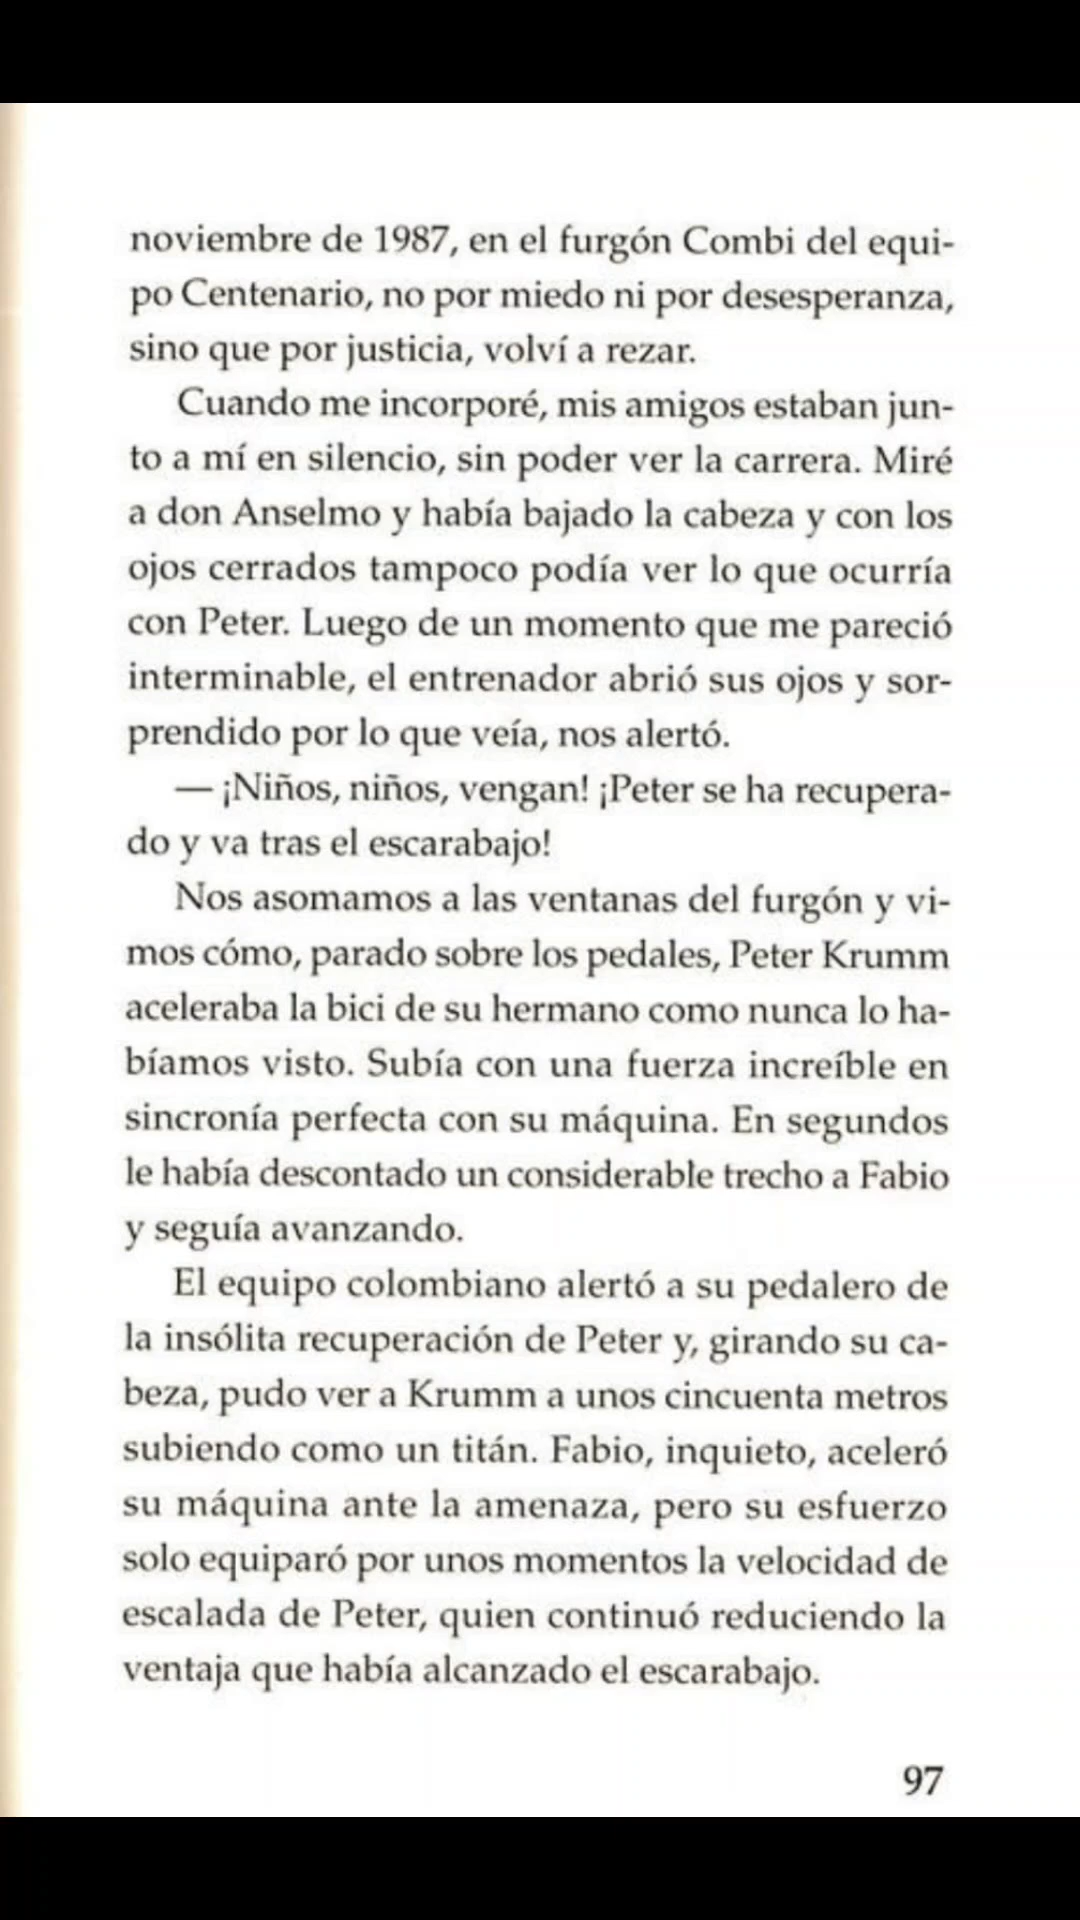 noviembre de 1987, en el furgón Combi del equi-
po Centenario, no por miedo ni por desesperanza,
sino que por justicia, volví a rezar.
Cuando me incorporé, mis amigos estaban jun-
to a mí en silencio, sin poder ver la carrera. Miré
a don Anselmo y había bajado la cabeza y con los
ojos cerrados tampoco podía ver lo que ocurría
con Peter. Luego de un momento que me pareció
interminable, el entrenador abrió sus ojos y sor-
prendido por lo que veía, nos alertó.
— ¡Niños, niños, vengan! ¡Peter se ha recupera-
do y va tras el escarabajo!
Nos asomamos a las ventanas del furgón y vi-
mos cómo, parado sobre los pedales, Peter Krumm
aceleraba la bici de su hermano como nunca lo ha-
bíamos visto. Subía con una fuerza increíble en
sincronía perfecta con su máquina. En segundos
le había descontado un considerable trecho a Fabio
y seguía avanzando.
El equipo colombiano alertó a su pedalero de
la insólita recuperación de Peter y, girando su ca-
beza, pudo ver a Krumm a unos cincuenta metros
subiendo como un titán. Fabio, inquieto, aceleró
su máquina ante la amenaza, pero su esfuerzo
solo equiparó por unos momentos la velocidad de
escalada de Peter, quien continuó reduciendo la
ventaja que había alcanzado el escarabajo.
97